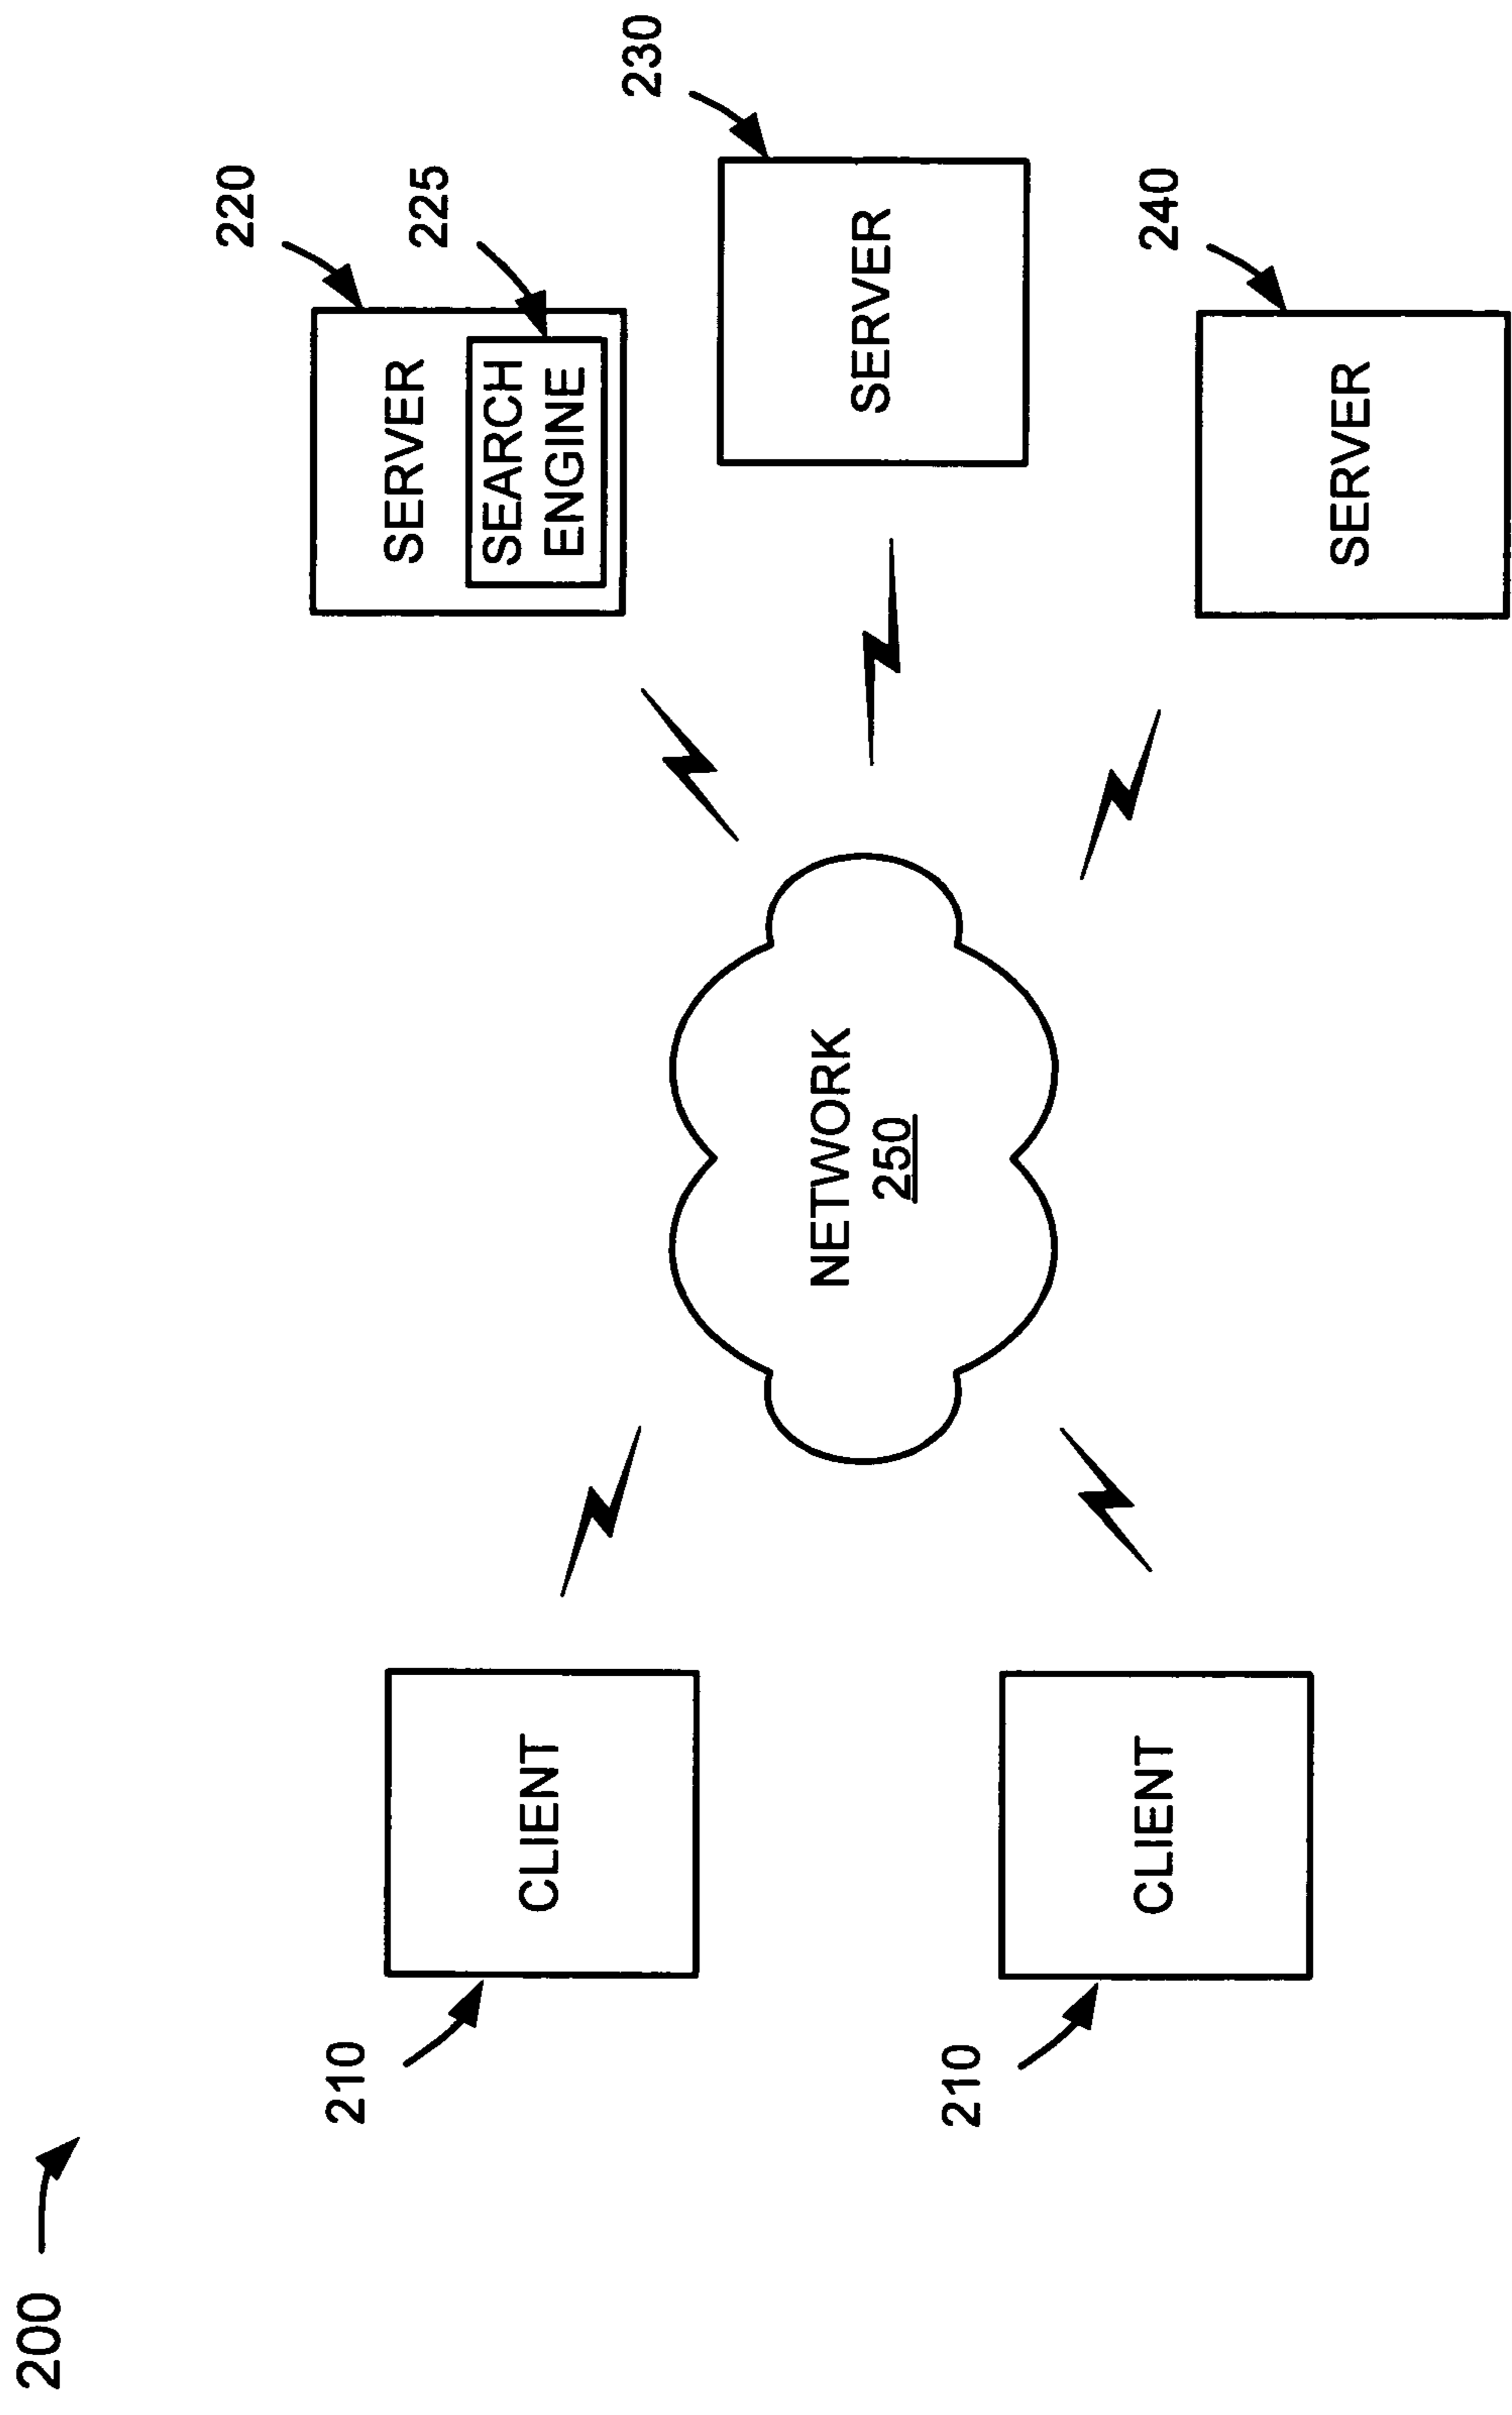 200
210
CLIENT
210
CLIENT
NETWORK
250
220
SERVER
225
SEARCH
ENGINE
230
SERVER
240
SERVER